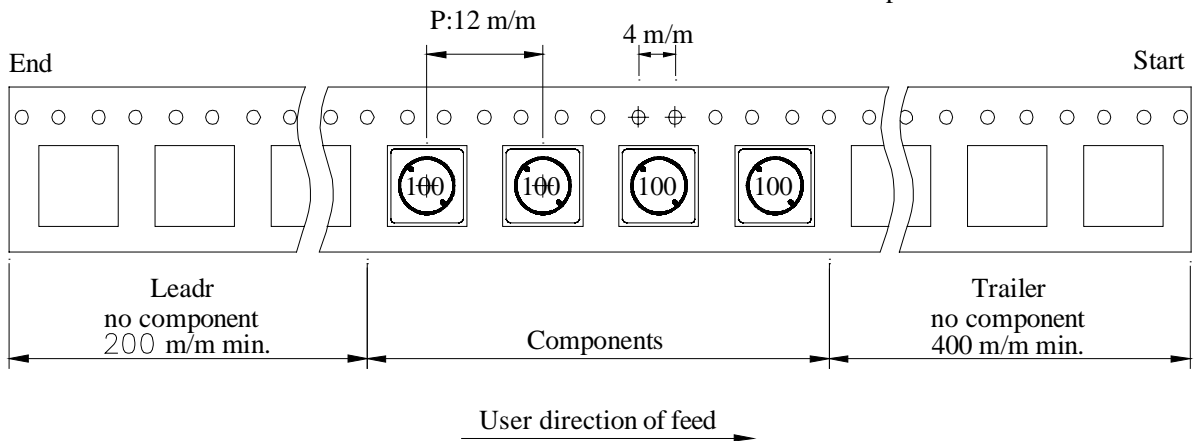 P:12 m/m
4 m/m
End
Start
100 100 100 100
Leadr
no component
200 m/m min.
Components
Trailer
no component
400 m/m min.
User direction of feed